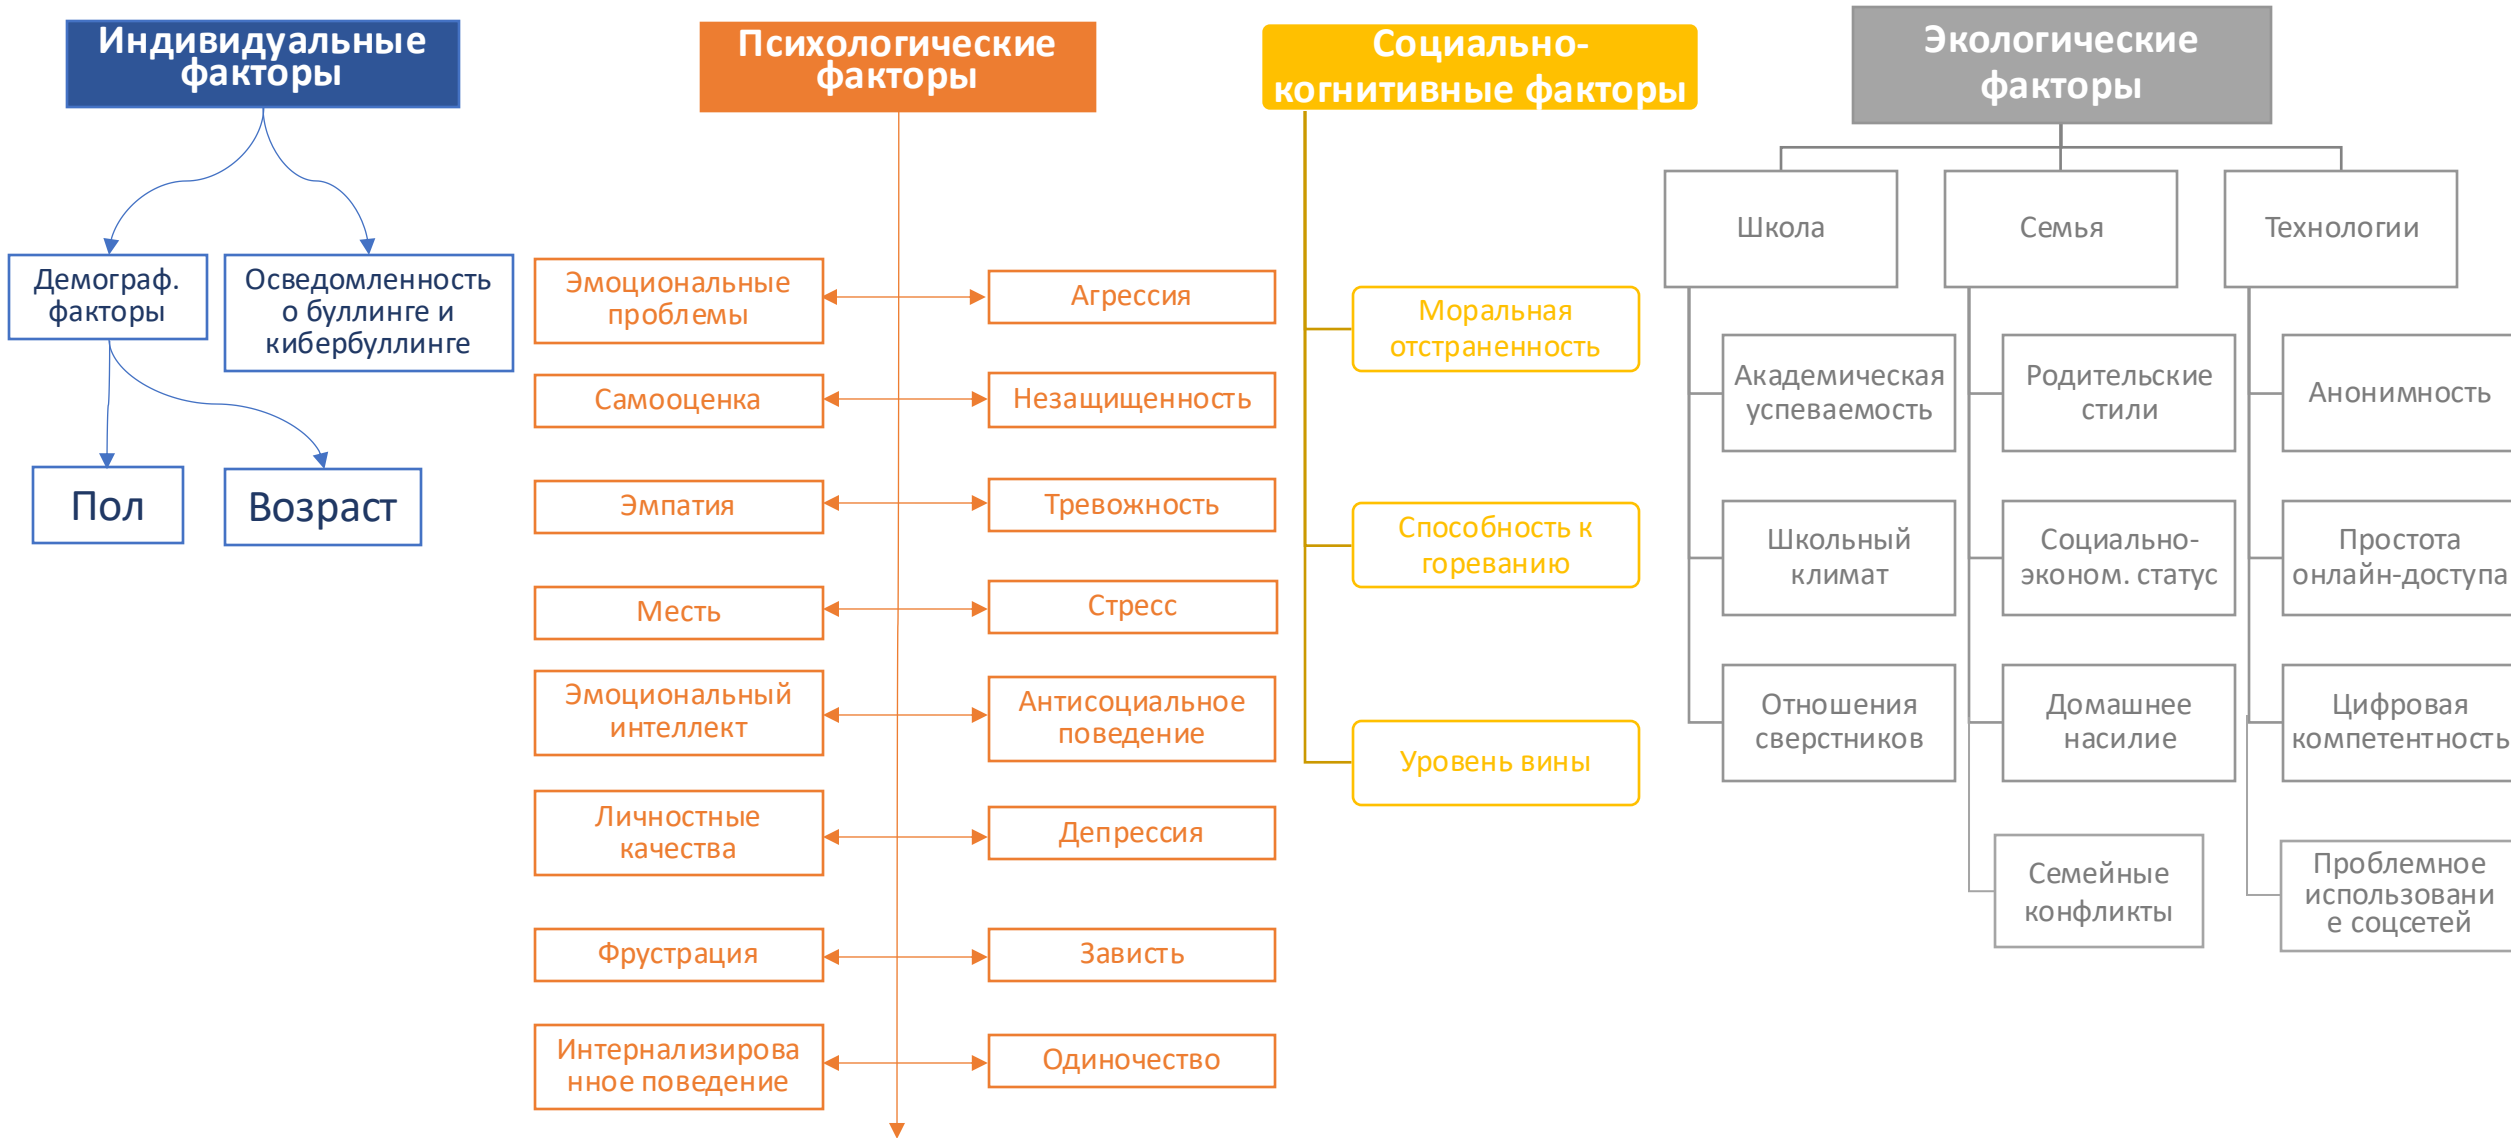 Индивидуальные
факторы
Демограф.
факторы
Осведомленность
о буллинге и
кибербуллинге
Пол
Возраст
Психологические
факторы
Эмоциональные
проблемы
Агрессия
Самооценка
Незащищенность
Эмпатия
Тревожность
Месть
Стресс
Эмоциональный
интеллект
Антисоциальное
поведение
Личностные
качества
Депрессия
Фрустрация
Зависть
Интернализирова
нное поведение
Одиночество
Социально-
когнитивные факторы
Моральная
отстраненность
Способность к
гореванию
Уровень вины
Экологические
факторы
Школа
Академическая
успеваемость
Школьный
климат
Отношения
сверстников
Семья
Родительские
стили
Социально-
эконом. статус
Домашнее
насилие
Семейные
конфликты
Технологии
Анонимность
Простота
онлайн-доступа
Цифровая
компетентность
Проблемное
использовани
е соцсетей